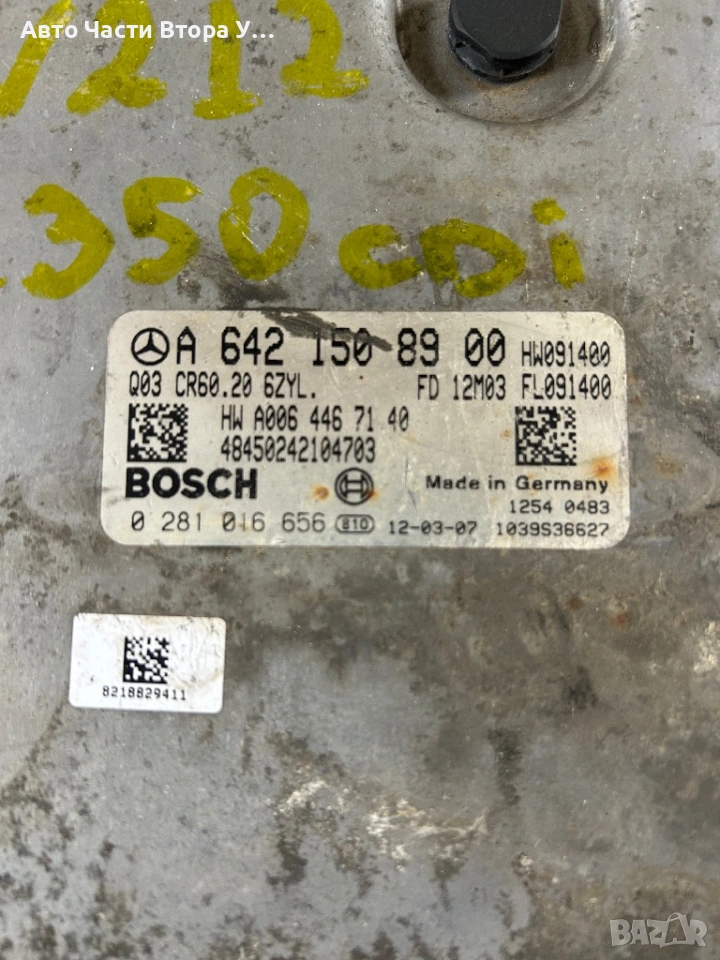 Авто Части Втора У...
W212
350 CDi
A 642 150 89 00 HW091400
Q03 CR60.20 6ZYL. FD 12M03 FL091400
HW A006 446 71 40
48450242104703
BOSCH Made in Germany
1254 0483
0 281 016 656 810 12-03-07 1039S36627
8218829411
BAZAR